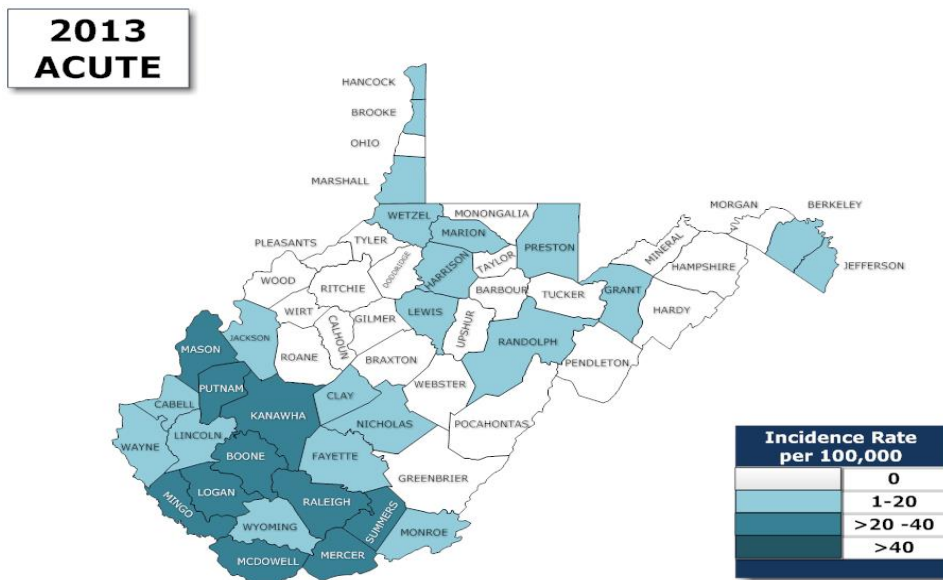 2013
ACUTE
HANCOCK
BROOKE
OHIO
MARSHALL
WETZEL
MONONGALIA
MORGAN
BERKELEY
MARION
PRESTON
MINERAL
PLEASANTS
TYLER
DODDRIDGE
HARRISON
TAYLOR
HAMPSHIRE
JEFFERSON
WOOD
RITCHIE
BARBOUR
TUCKER
GRANT
WIRT
GILMER
LEWIS
UPSHUR
HARDY
MASON
JACKSON
CALHOUN
RANDOLPH
ROANE
BRAXTON
PENDLETON
PUTNAM
WEBSTER
CABELL
KANAWHA
CLAY
NICHOLAS
POCAHONTAS
WAYNE
LINCOLN
BOONE
FAYETTE
GREENBRIER
MINGO
LOGAN
RALEIGH
SUMMERS
WYOMING
MONROE
MCDOWELL
MERCER
Incidence Rate
per 100,000
0
1-20
>20 -40
>40